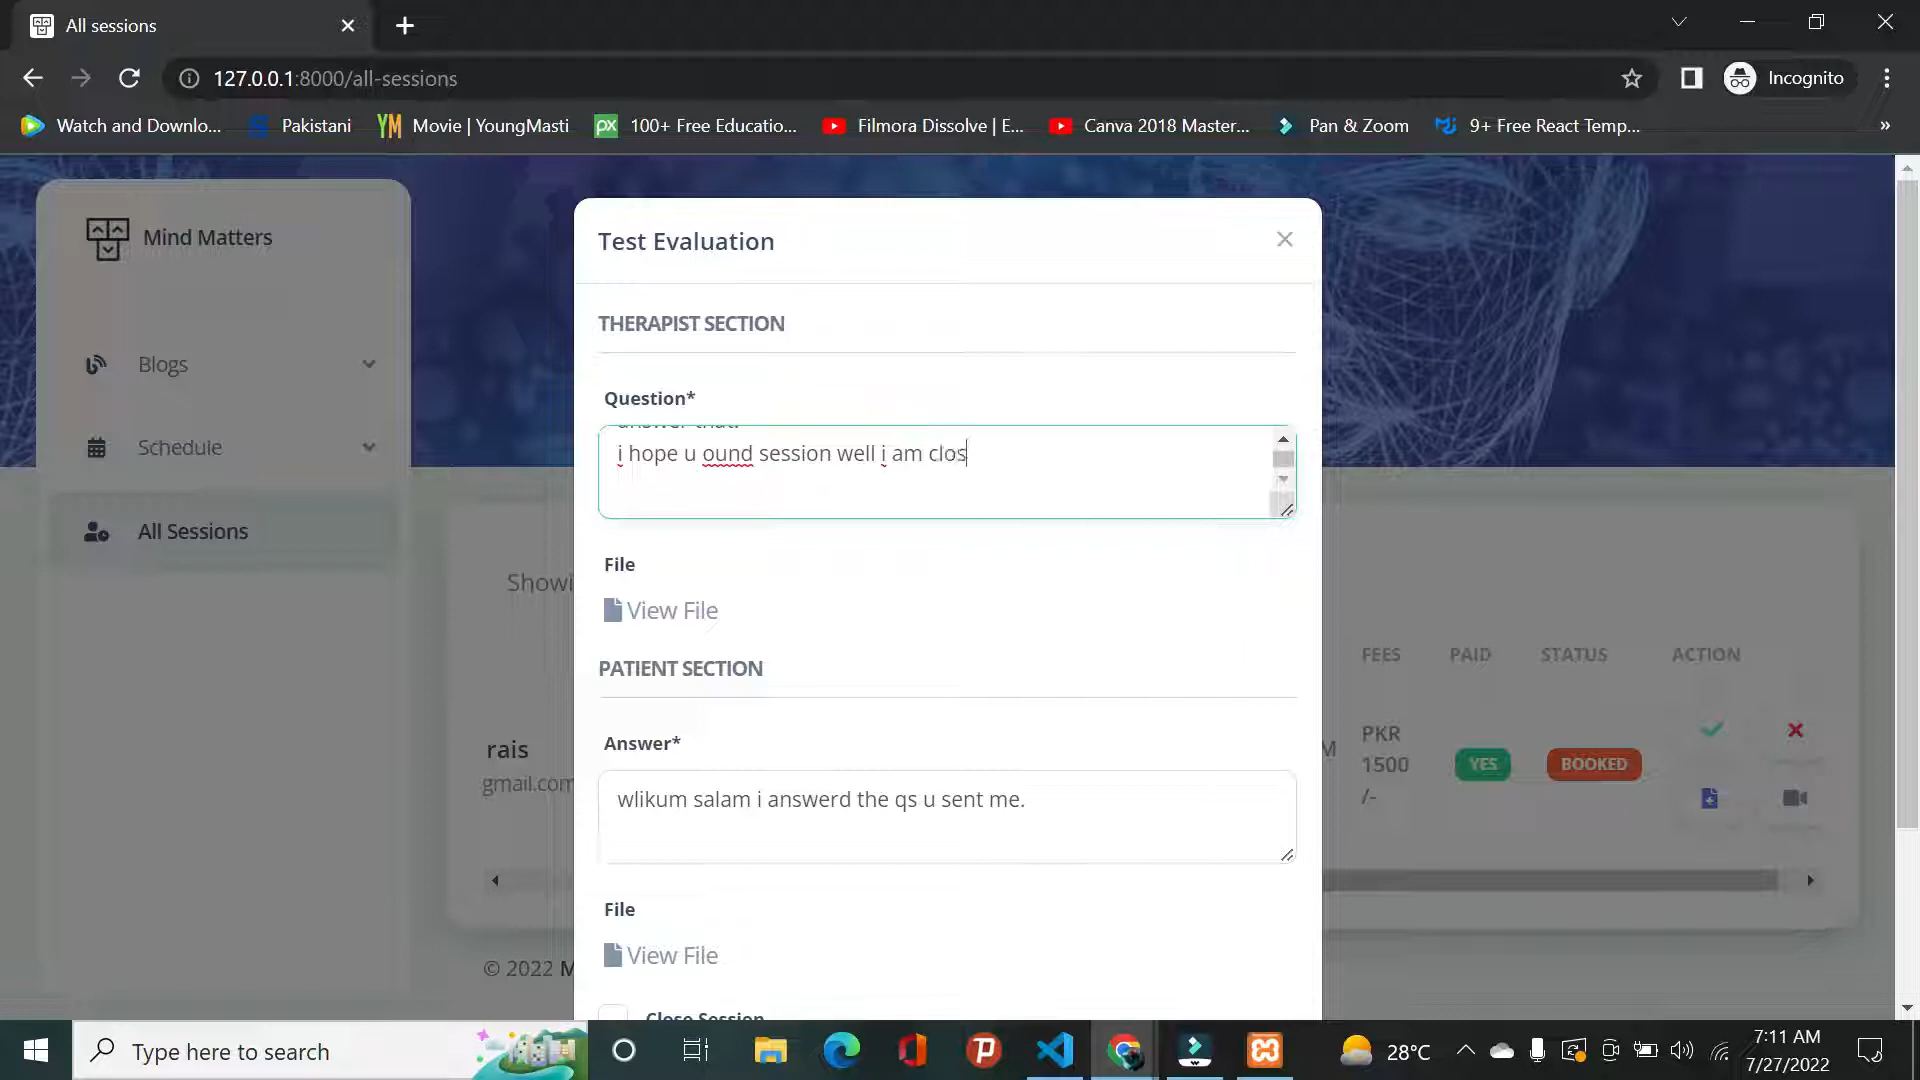 All sessions
127.0.0.1:8000/all-sessions
Incognito
Watch and Downlo...
Pakistani
YM Movie | YoungMasti
px 100+ Free Educatio...
Filmora Dissolve | E...
Canva 2018 Master...
Pan & Zoom
9+ Free React Temp...
»
Mind Matters
Blogs
Schedule
All Sessions
Test Evaluation
THERAPIST SECTION
Question*
i hope u ound session well i am clos
File
View File
PATIENT SECTION
Answer*
wlikum salam i answerd the qs u sent me.
File
View File
Close Session
Showi
FEES PAID STATUS ACTION
rais
gmail.com
M
PKR
1500
/-
YES
BOOKED
© 2022 M
Type here to search
28°C
7:11 AM
7/27/2022